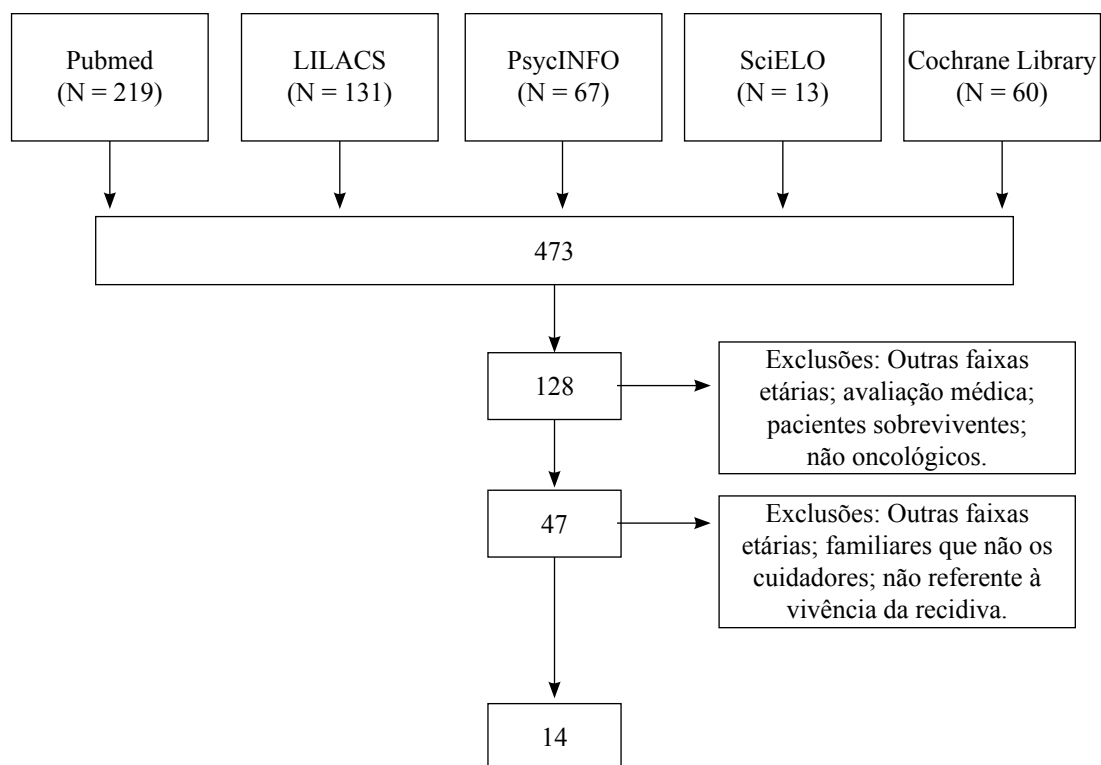 Pubmed
(N = 219)
LILACS
(N = 131)
PsycINFO
(N = 67)
SciELO
(N = 13)
Cochrane Library
(N = 60)
473
128
Exclusões: Outras faixas
etárias; avaliação médica;
pacientes sobreviventes;
não oncológicos.
47
Exclusões: Outras faixas
etárias; familiares que não os
cuidadores; não referente à
vivência da recidiva.
14